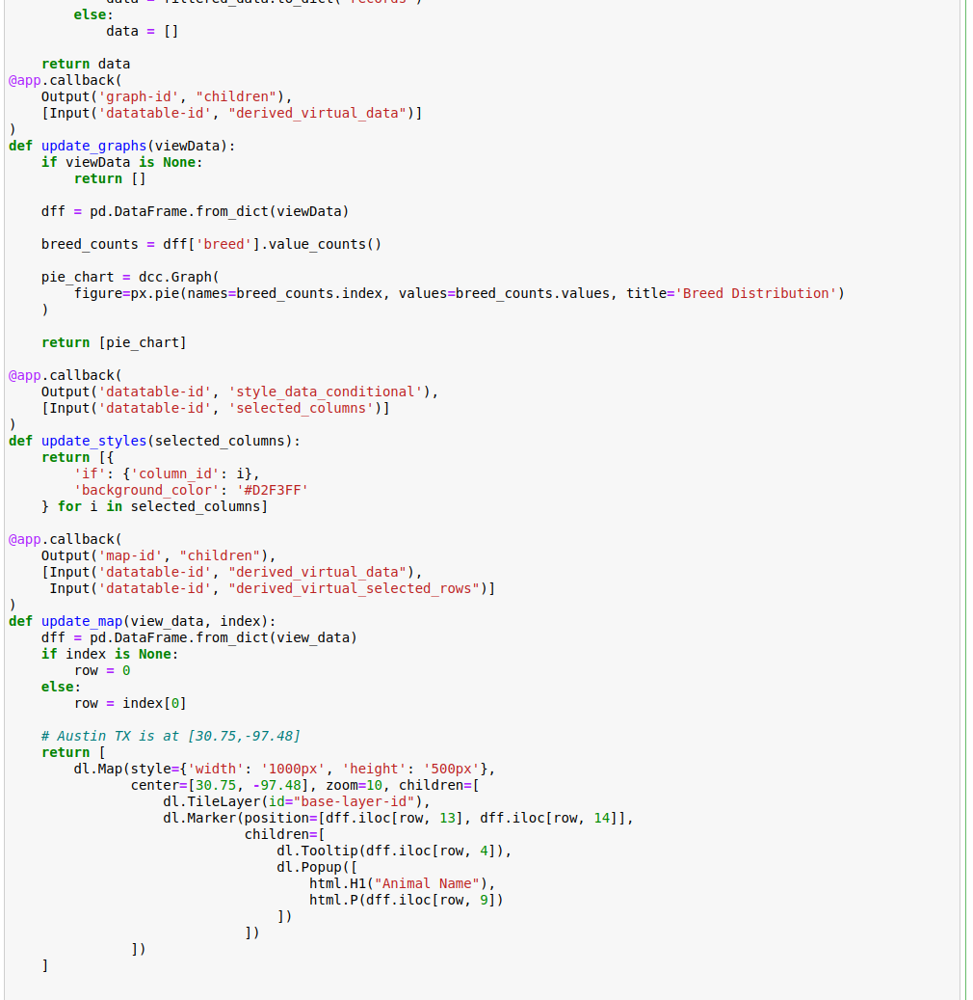 data = filtered_data.to_dict('records')
        else:
            data = []

    return data
@app.callback(
    Output('graph-id', "children"),
    [Input('datatable-id', "derived_virtual_data")]
)
def update_graphs(viewData):
    if viewData is None:
        return []

    dff = pd.DataFrame.from_dict(viewData)

    breed_counts = dff['breed'].value_counts()

    pie_chart = dcc.Graph(
        figure=px.pie(names=breed_counts.index, values=breed_counts.values, title='Breed Distribution')
    )

    return [pie_chart]

@app.callback(
    Output('datatable-id', 'style_data_conditional'),
    [Input('datatable-id', 'selected_columns')]
)
def update_styles(selected_columns):
    return [{
        'if': {'column_id': i},
        'background_color': '#D2F3FF'
    } for i in selected_columns]

@app.callback(
    Output('map-id', "children"),
    [Input('datatable-id', "derived_virtual_data"),
     Input('datatable-id', "derived_virtual_selected_rows")]
)
def update_map(view_data, index):
    dff = pd.DataFrame.from_dict(view_data)
    if index is None:
        row = 0
    else:
        row = index[0]

    # Austin TX is at [30.75,-97.48]
    return [
        dl.Map(style={'width': '1000px', 'height': '500px'},
               center=[30.75, -97.48], zoom=10, children=[
                   dl.TileLayer(id="base-layer-id"),
                   dl.Marker(position=[dff.iloc[row, 13], dff.iloc[row, 14]],
                             children=[
                                 dl.Tooltip(dff.iloc[row, 4]),
                                 dl.Popup([
                                     html.H1("Animal Name"),
                                     html.P(dff.iloc[row, 9])
                                 ])
                             ])
               ])
    ]